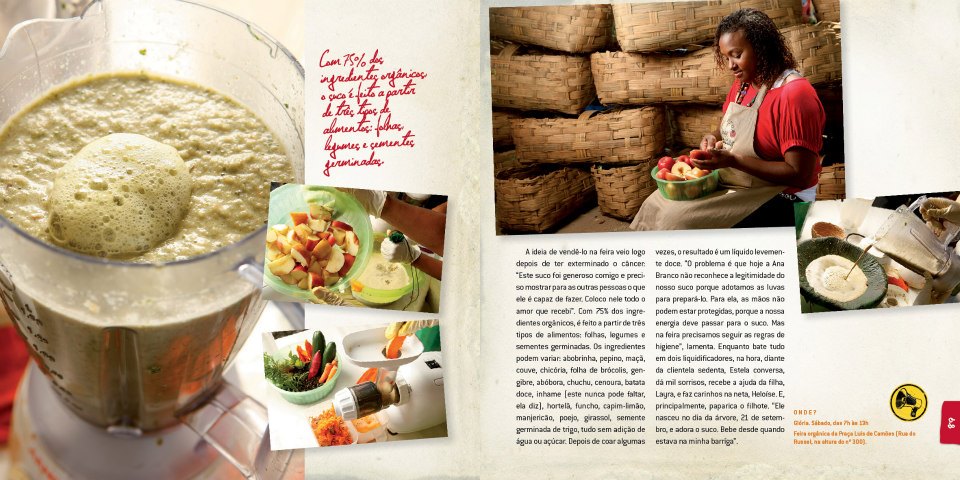 Com 75% dos
ingredientes orgânicos,
o suco é feito a partir
de três tipos de
alimentos: folhas,
legumes e sementes
germinadas.
A ideia de vendê-lo na feira veio logo
depois de ter exterminado o câncer:
"Este suco foi generoso comigo e preci-
so mostrar para as outras pessoas o que
ele é capaz de fazer. Coloco nele todo o
amor que recebi". Com 75% dos ingre-
dientes orgânicos, é feito a partir de três
tipos de alimentos: folhas, legumes e
sementes germinadas. Os ingredientes
podem variar: abobrinha, pepino, maçã,
couve, chicória, folha de brócolis, gen-
gibre, abóbora, chuchu, cenoura, batata
doce, inhame [este nunca pode faltar,
ela diz], hortelã, funcho, capim-limão,
manjericão, poejo, girassol, semente
germinada de trigo, tudo sem adição de
água ou açúcar. Depois de coar algumas
vezes, o resultado é um líquido levemen-
te doce. "O problema é que hoje a Ana
Branco não reconhece a legitimidade do
nosso suco porque adotamos as luvas
para prepará-lo. Para ela, as mãos não
podem estar protegidas, porque a nossa
energia deve passar para o suco. Mas
na feira precisamos seguir as regras de
higiene", lamenta. Enquanto bate tudo
em dois liquidificadores, na hora, diante
da clientela sedenta, Estela conversa,
dá mil sorrisos, recebe a ajuda da filha,
Layra, e faz carinhos na neta, Heloíse. E,
principalmente, paparica o filhote. "Ele
nasceu no dia da árvore, 21 de setem-
bro, e adora o suco. Bebe desde quando
estava na minha barriga".
ONDE?
Glória. Sábado, das 7h às 13h
Feira orgânica da Praça Luís de Camões (Rua do
Russel, na altura do nº 300).